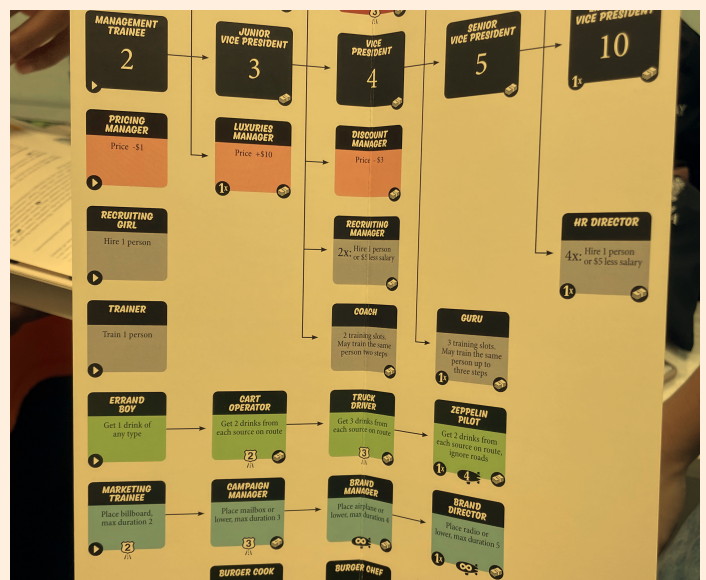 3
MANAGEMENT
TRAINEE
2
JUNIOR
VICE PRESIDENT
3
VICE
PRESIDENT
4
SENIOR
VICE PRESIDENT
5
VICE PRESIDENT
10
1x
PRICING
MANAGER
Price -$1
LUXURIES
MANAGER
Price +$10
1x
DISCOUNT
MANAGER
Price -$3
RECRUITING
GIRL
Hire 1 person
RECRUITING
MANAGER
2x: Hire 1 person
or $5 less salary
HR DIRECTOR
4x: Hire 1 person
or $5 less salary
1x
TRAINER
Train 1 person
COACH
2 training slots.
May train the same
person two steps
GURU
3 training slots.
May train the same
person up to
three steps
1x
ERRAND
BOY
Get 1 drink of
any type
CART
OPERATOR
Get 2 drinks from
each source on route
2
TRUCK
DRIVER
Get 3 drinks from
each source on route
3
ZEPPELIN
PILOT
Get 2 drinks from
each source on route,
ignore roads
1x
4
MARKETING
TRAINEE
Place billboard,
max duration 2
2
CAMPAIGN
MANAGER
Place mailbox or
lower, max duration 3
3
BRAND
MANAGER
Place airplane or
lower, max duration 4
∞
BRAND
DIRECTOR
Place radio or
lower, max duration 5
1x
∞
BURGER COOK
BURGER CHEF